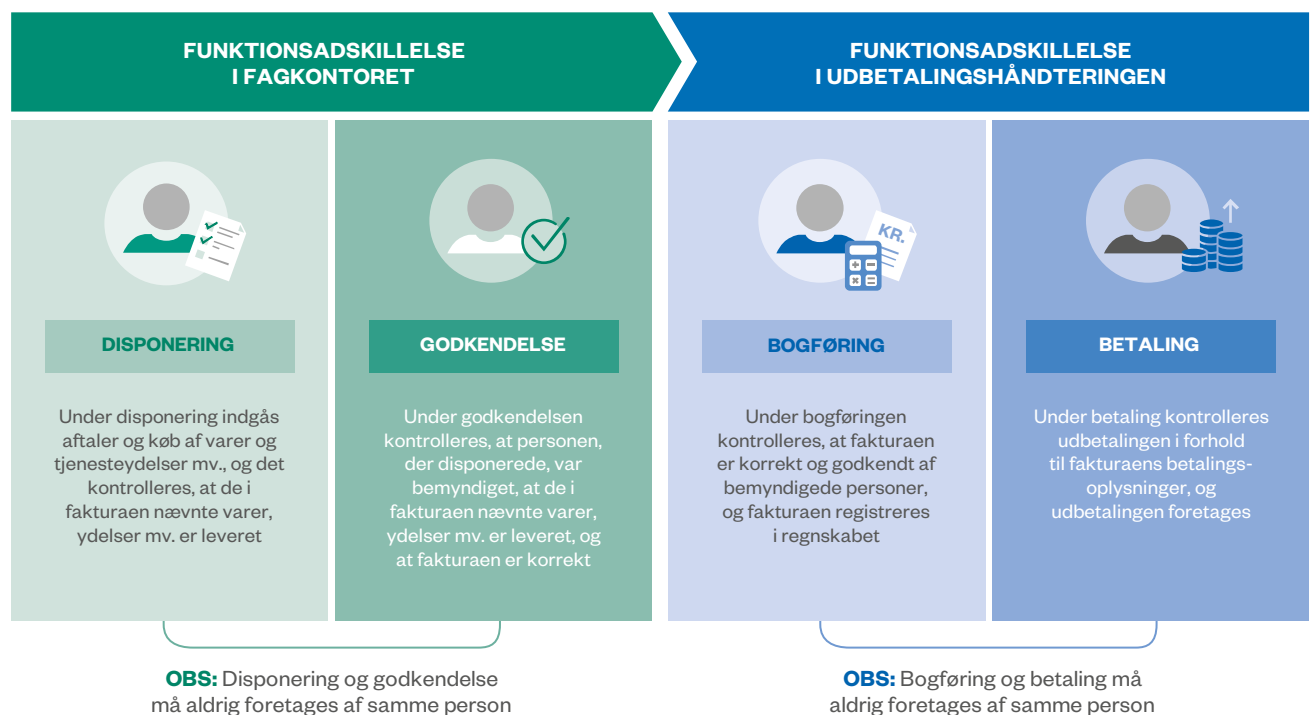 FUNKTIONSADSKILLELSE
I FAGKONTORET
FUNKTIONSADSKILLELSE
I UDBETALINGSHÅNDTERINGEN
DISPONERING
Under disponering indgås
aftaler og køb af varer og
tjenesteydelser mv., og det
kontrolleres, at de i
fakturaen nævnte varer,
ydelser mv. er leveret
GODKENDELSE
Under godkendelsen
kontrolleres, at personen,
der disponerede, var
bemyndiget, at de i
fakturaen nævnte varer,
ydelser mv. er leveret, og
at fakturaen er korrekt
KR.
BOGFØRING
Under bogføringen
kontrolleres, at fakturaen
er korrekt og godkendt af
bemyndigede personer,
og fakturaen registreres
i regnskabet
BETALING
Under betaling kontrolleres
udbetalingen i forhold
til fakturaens betalings-
oplysninger, og
udbetalingen foretages
OBS: Disponering og godkendelse
må aldrig foretages af samme person
OBS: Bogføring og betaling må
aldrig foretages af samme person